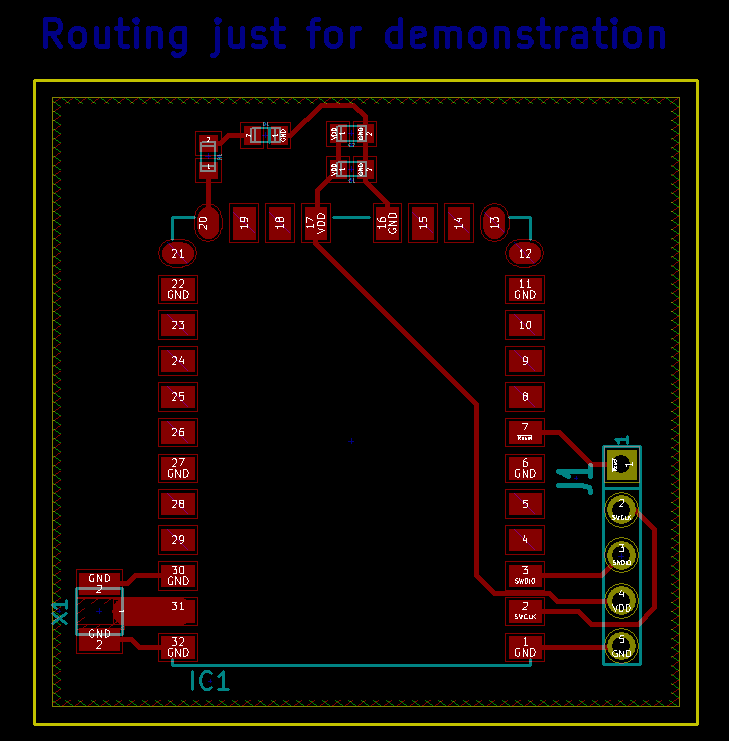 Routing just for demonstration
2
1
GND
VDD
1
GND
2
VDD
1
GND
2
20
19
18
17
VDD
16
GND
15
14
13
21
12
22
GND
11
GND
23
10
24
9
25
8
26
7
1
27
GND
6
GND
1
J1
28
5
2
SWCLK
29
4
3
SWDIO
30
GND
3
SWDIO
GND
2
4
VDD
X1
1
31
2
SWCLK
GND
2
32
GND
1
GND
5
GND
IC1